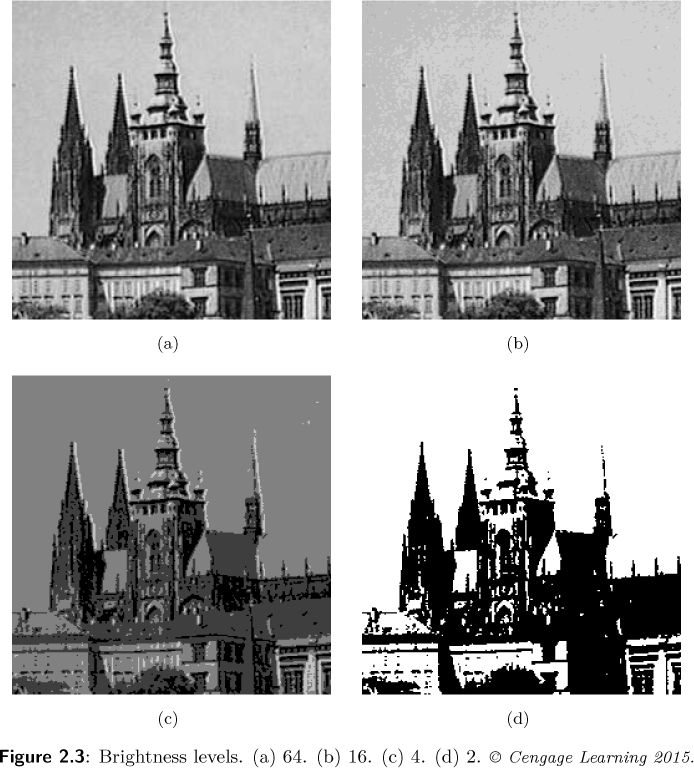 (a)
(b)
(c)
(d)
Figure 2.3: Brightness levels. (a) 64. (b) 16. (c) 4. (d) 2. © Cengage Learning 2015.